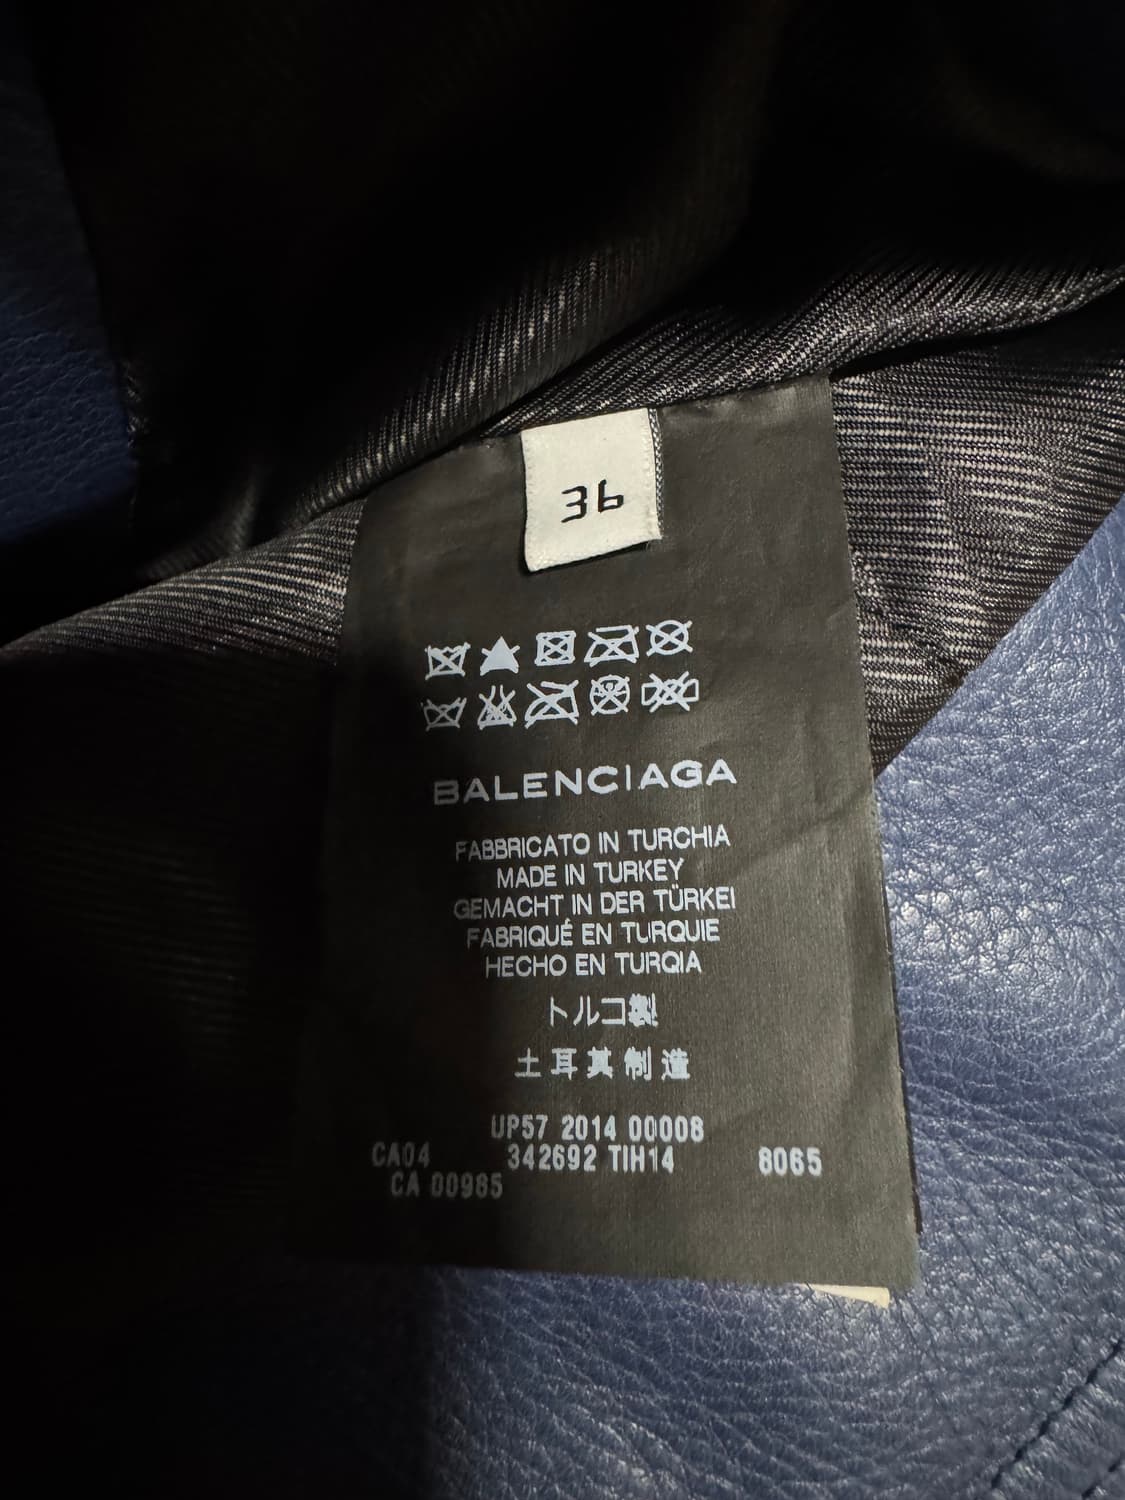 36
BALENCIAGA
FABBRICATO IN TURCHIA
MADE IN TURKEY
GEMACHT IN DER TÜRKEI
FABRIQUÉ EN TURQUIE
HECHO EN TURQIA
トルコ製
土耳其制造
UP57 2014 00008
CA04 342692 TIH14 8065
CA 00985